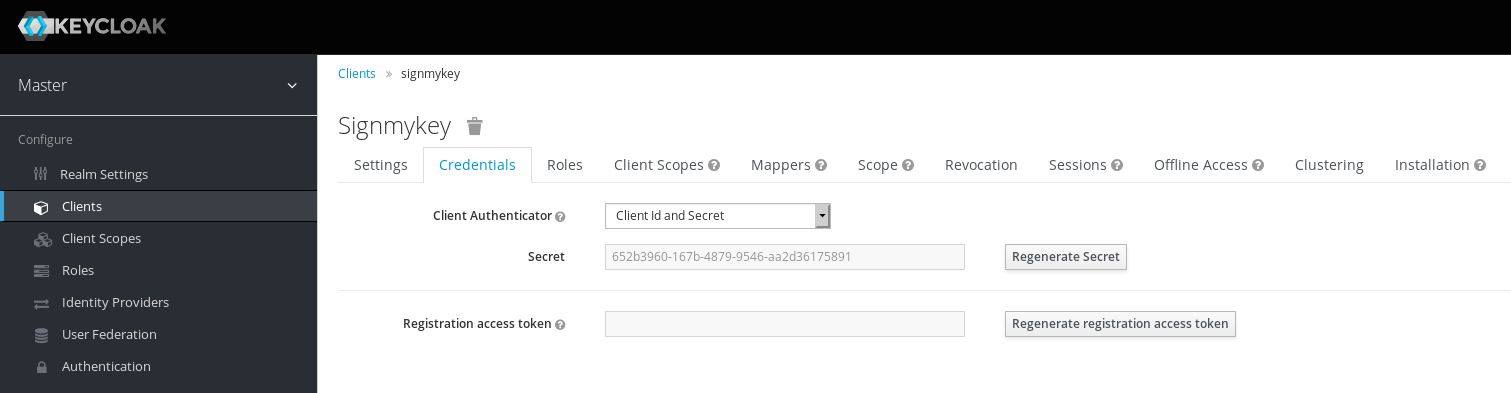 KEYCLOAK
Master
Configure
Realm Settings
Clients
Client Scopes
Roles
Identity Providers
User Federation
Authentication
Clients » signmykey
Signmykey
Settings Credentials Roles Client Scopes ? Mappers ? Scope ? Revocation Sessions ? Offline Access ? Clustering Installation ?
Client Authenticator ? Client Id and Secret
Secret 652b3960-167b-4879-9546-aa2d36175891 Regenerate Secret
Registration access token ? Regenerate registration access token